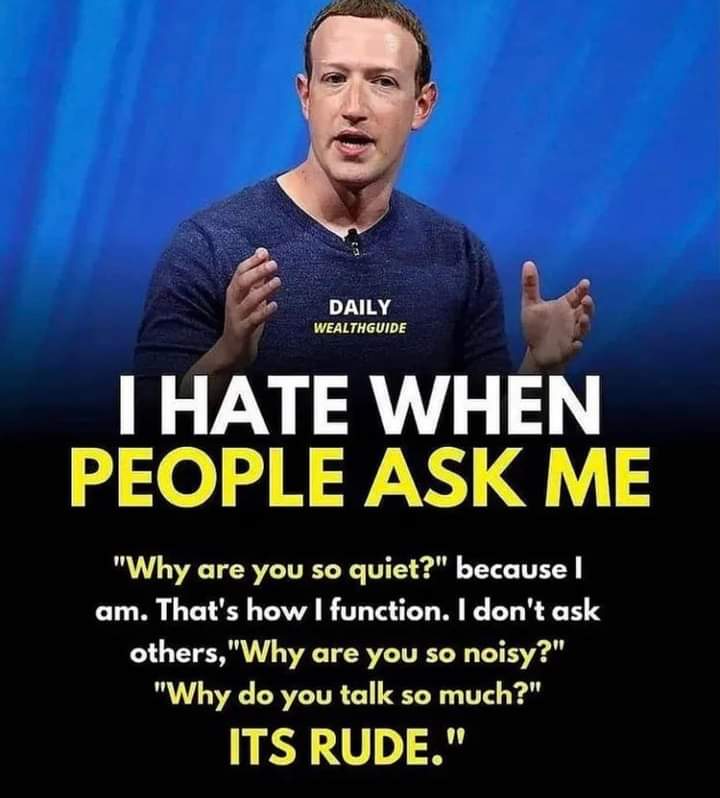 DAILY
WEALTHGUIDE
I HATE WHEN
PEOPLE ASK ME
"Why are you so quiet?" because I
am. That's how I function. I don't ask
others,"Why are you so noisy?"
"Why do you talk so much?"
ITS RUDE."